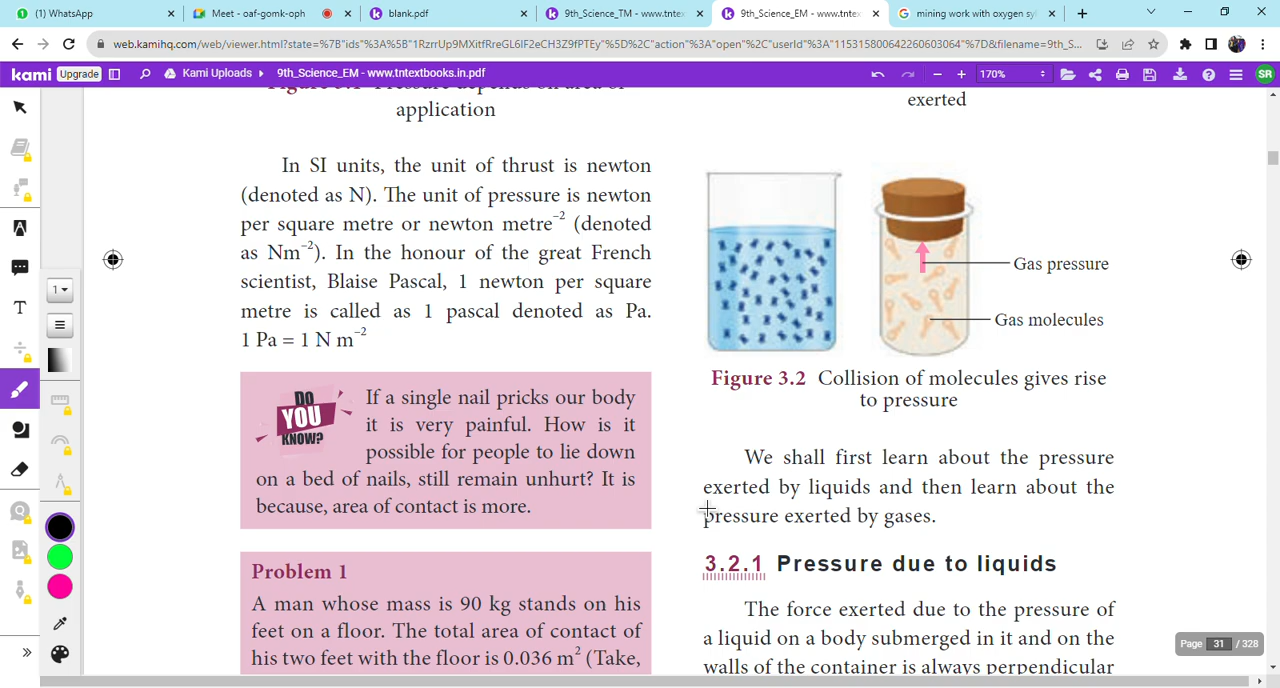 (1) WhatsApp
Meet - oaf-gomk-oph
blank.pdf
9th_Science_TM - www.tntex
9th_Science_EM - www.tntex
mining work with oxygen sy
web.kamihq.com/web/viewer.html?state=%7B"ids"%3A%5B"1RzrrUp9MXitfRreGL6IF2eCH3Z9fPTEy"%5D%2C"action"%3A"open"%2C"userId"%3A"115315800642260603064"%7D&filename=9th_S...
kami
Upgrade
Kami Uploads
9th_Science_EM - www.tntextbooks.in.pdf
170%
SR
application
In SI units, the unit of thrust is newton
(denoted as N). The unit of pressure is newton
per square metre or newton metre⁻² (denoted
as Nm⁻²). In the honour of the great French
scientist, Blaise Pascal, 1 newton per square
metre is called as 1 pascal denoted as Pa.
1 Pa = 1 N m⁻²
DO
YOU
KNOW?
If a single nail pricks our body
it is very painful. How is it
possible for people to lie down
on a bed of nails, still remain unhurt? It is
because, area of contact is more.
Problem 1
A man whose mass is 90 kg stands on his
feet on a floor. The total area of contact of
his two feet with the floor is 0.036 m² (Take,
exerted
Gas pressure
Gas molecules
Figure 3.2 Collision of molecules gives rise
to pressure
We shall first learn about the pressure
exerted by liquids and then learn about the
pressure exerted by gases.
3.2.1 Pressure due to liquids
The force exerted due to the pressure of
a liquid on a body submerged in it and on the
walls of the container is always perpendicular
Page 31 / 328
1
T